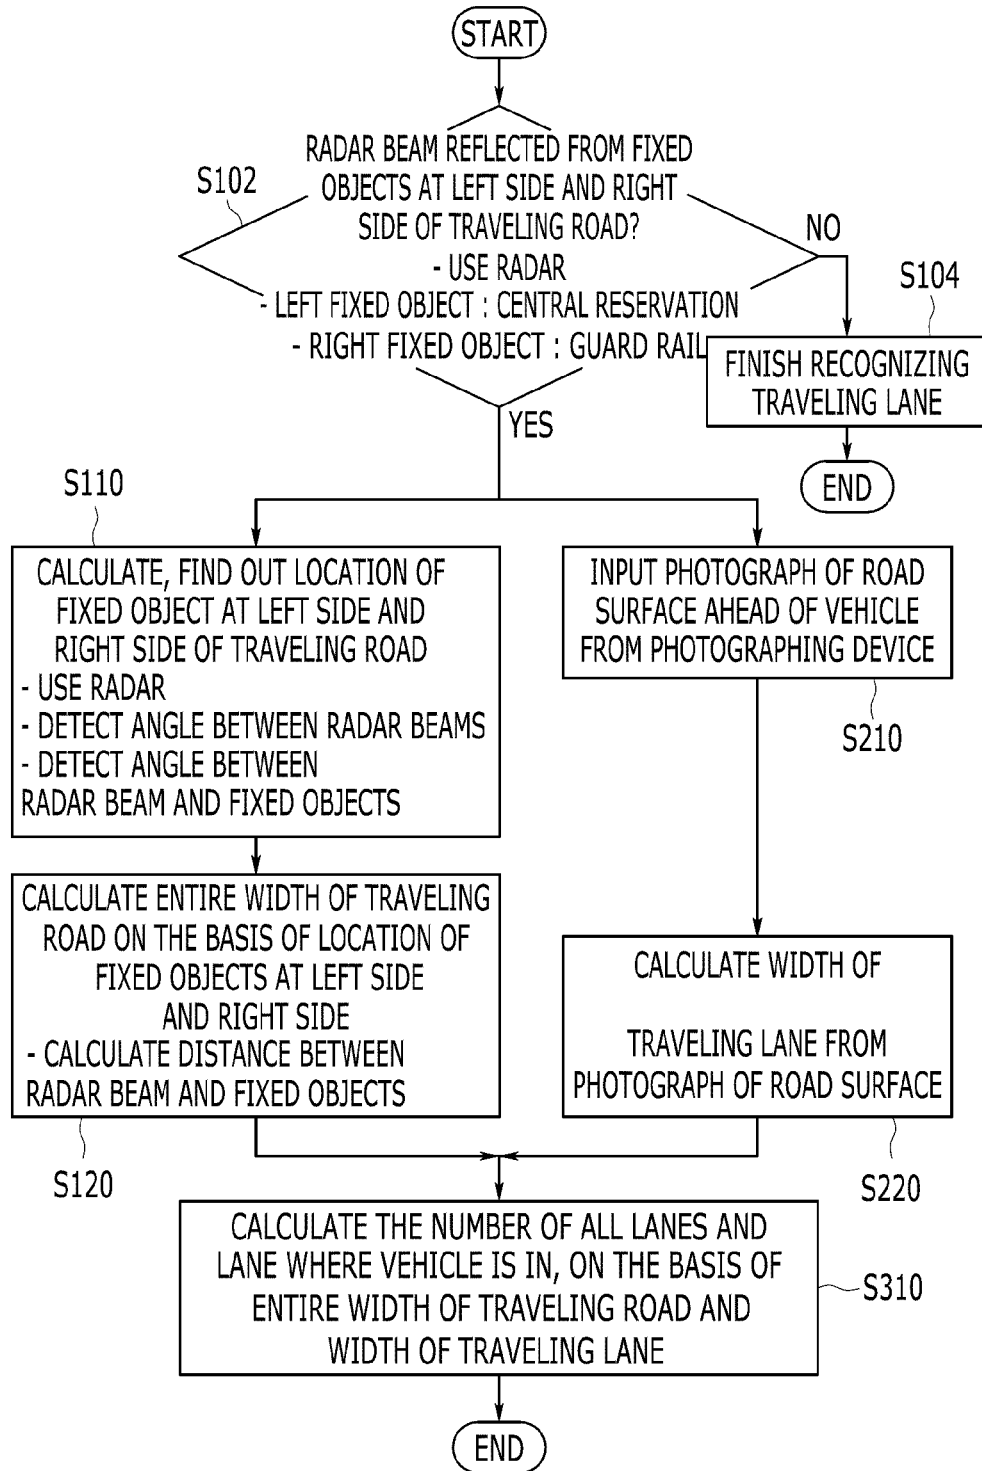 START
RADAR BEAM REFLECTED FROM FIXED
OBJECTS AT LEFT SIDE AND RIGHT
SIDE OF TRAVELING ROAD?
- USE RADAR
- LEFT FIXED OBJECT : CENTRAL RESERVATION
- RIGHT FIXED OBJECT : GUARD RAIL
S102
NO
S104
FINISH RECOGNIZING
TRAVELING LANE
END
YES
S110
CALCULATE, FIND OUT LOCATION OF
FIXED OBJECT AT LEFT SIDE AND
RIGHT SIDE OF TRAVELING ROAD
- USE RADAR
- DETECT ANGLE BETWEEN RADAR BEAMS
- DETECT ANGLE BETWEEN
RADAR BEAM AND FIXED OBJECTS
INPUT PHOTOGRAPH OF ROAD
SURFACE AHEAD OF VEHICLE
FROM PHOTOGRAPHING DEVICE
S210
CALCULATE ENTIRE WIDTH OF TRAVELING
ROAD ON THE BASIS OF LOCATION OF
FIXED OBJECTS AT LEFT SIDE
AND RIGHT SIDE
- CALCULATE DISTANCE BETWEEN
RADAR BEAM AND FIXED OBJECTS
S120
CALCULATE WIDTH OF
TRAVELING LANE FROM
PHOTOGRAPH OF ROAD SURFACE
S220
CALCULATE THE NUMBER OF ALL LANES AND
LANE WHERE VEHICLE IS IN, ON THE BASIS OF
ENTIRE WIDTH OF TRAVELING ROAD AND
WIDTH OF TRAVELING LANE
S310
END